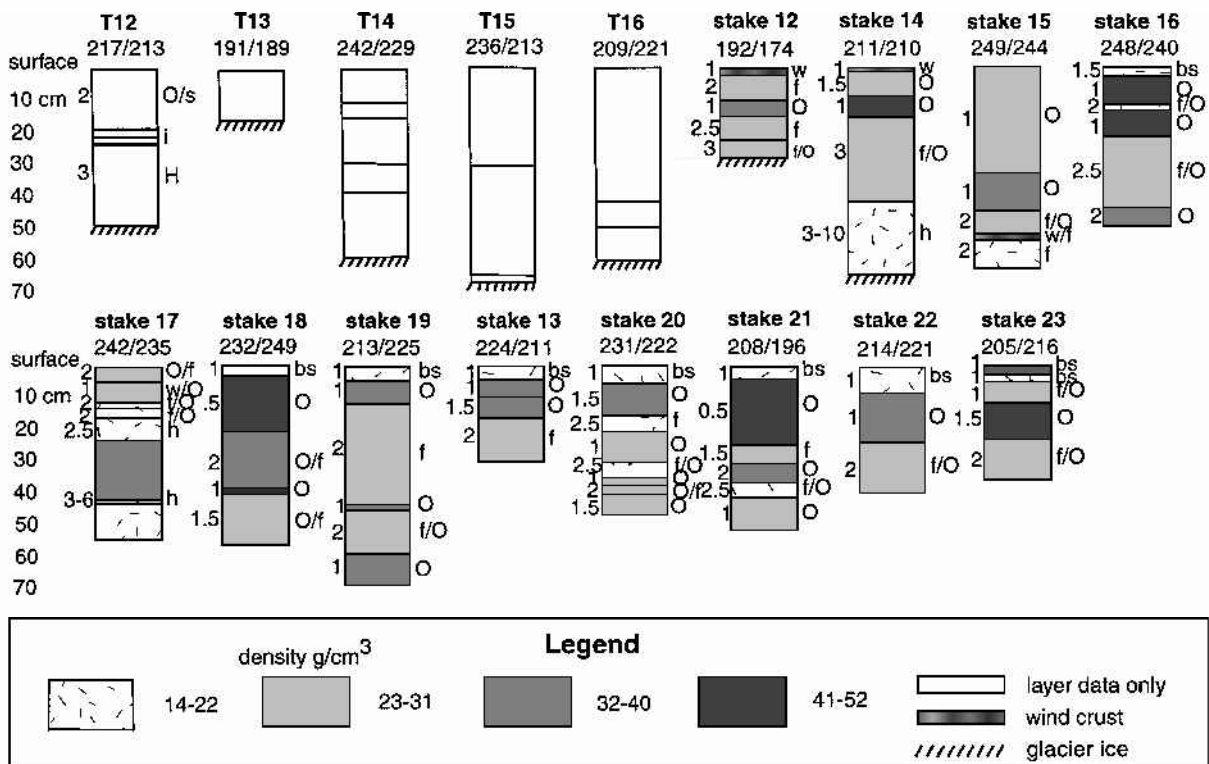 T12 T13 T14 T15 T16 stake 12 stake 14 stake 15 stake 16
217/213 191/189 242/229 236/213 209/221 192/174 211/210 249/244 248/240
surface
10 cm
20
30
40
50
60
70
2 O/s
i
3 H
1 w
2 f
1 O
2.5 f
3 f/O
1 w
1.5 O
1 O
3 f/O
3-10 h
1 O
1 O
2 f/O
w/f
2 f
1.5 bs
1 O
2 f/O
1 O
2.5 f/O
2 O
stake 17 stake 18 stake 19 stake 13 stake 20 stake 21 stake 22 stake 23
242/235 232/249 213/225 224/211 231/222 208/196 214/221 205/216
surface
10 cm
20
30
40
50
60
70
2 O/f
1 w/O
2
2 f/O
2.5 h
3-6 h
1 bs
.5 O
2 O/f
1 O
1.5 O/f
1 bs
1 O
2 f
1 O
2 f/O
1 O
1 bs
1 O
1.5 O
2 f
2 bs
1.5 O
2.5 f
1 O
2.5 f/O
1 O
2 O/f
1.5 O
1 bs
0.5 O
1.5 f
2 O
2.5 f/O
1 O
1 bs
1 O
2 f/O
1
1 bs
1 f/O
1.5 O
2 f/O
Legend
density g/cm3
14-22 23-31 32-40 41-52
layer data only
wind crust
glacier ice